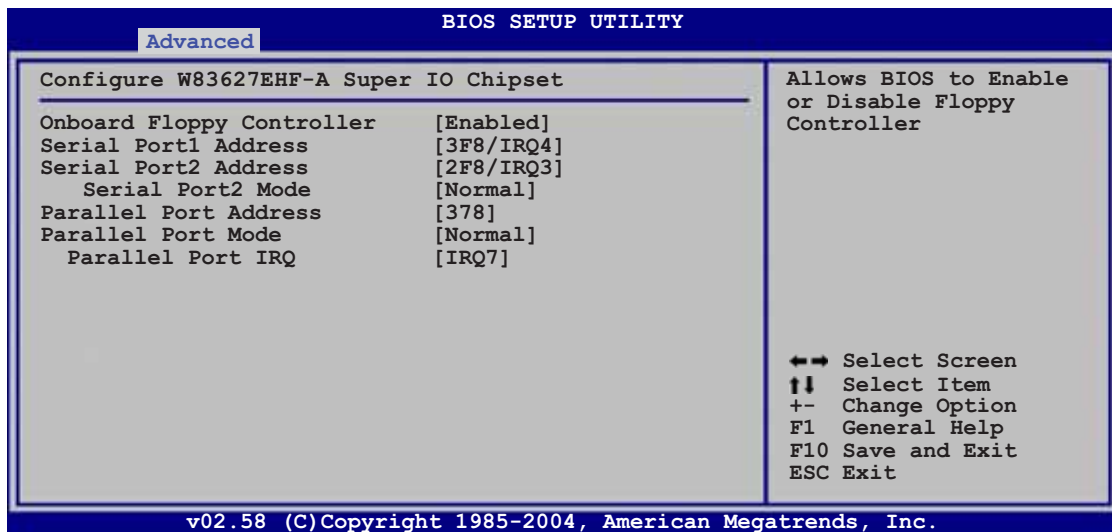 BIOS SETUP UTILITY
Advanced
Configure W83627EHF-A Super IO Chipset
Onboard Floppy Controller [Enabled]
Serial Port1 Address [3F8/IRQ4]
Serial Port2 Address [2F8/IRQ3]
Serial Port2 Mode [Normal]
Parallel Port Address [378]
Parallel Port Mode [Normal]
Parallel Port IRQ [IRQ7]
Allows BIOS to Enable
or Disable Floppy
Controller
←→ Select Screen
↑↓ Select Item
+- Change Option
F1 General Help
F10 Save and Exit
ESC Exit
v02.58 (C)Copyright 1985-2004, American Megatrends, Inc.